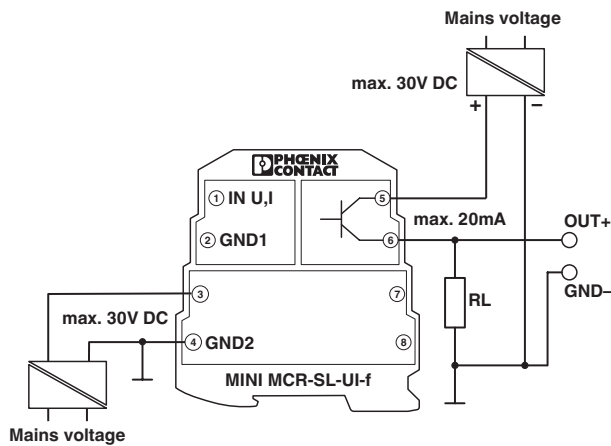 Mains voltage
max. 30V DC
+ −
PHŒNIX
CONTACT
1 IN U,I
5
max. 20mA
OUT+
2 GND1
6
GND−
3
7
RL
max. 30V DC
4 GND2
8
MINI MCR-SL-UI-f
Mains voltage